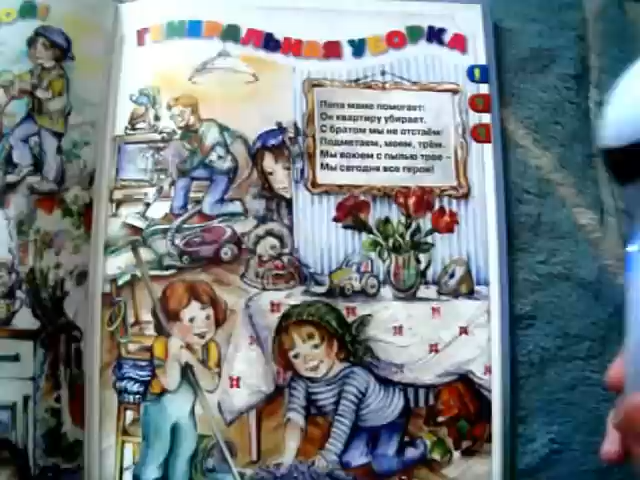 ГЕНЕРАЛЬНАЯ УБОРКА
Папа маме помогает:
Он квартиру убирает.
С братом мы не отстаём:
Подметаем, моем, трём.
Мы воюем с пылью трое –
Мы сегодня все герои!